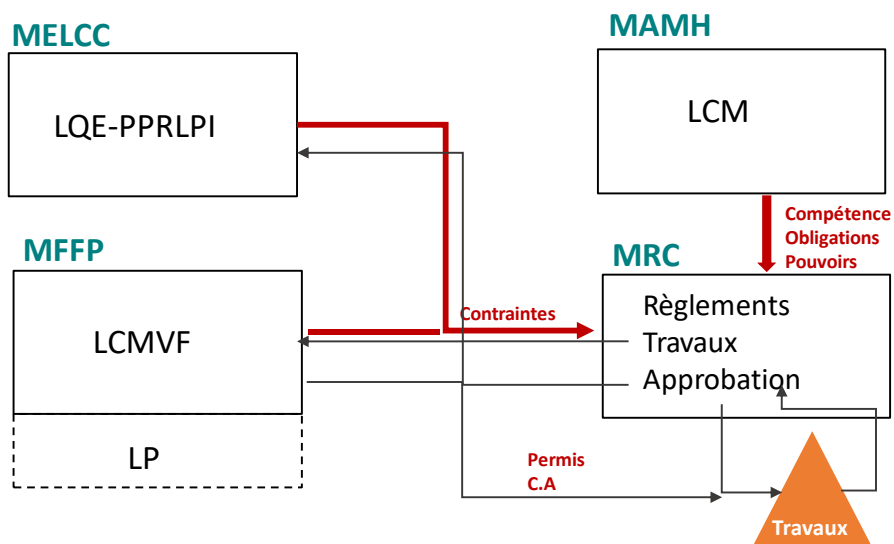 MELCC
LQE-PPRLPI
MAMH
LCM
Compétence
Obligations
Pouvoirs
MFFP
LCMVF
LP
Contraintes
MRC
Règlements
Travaux
Approbation
Permis
C.A
Travaux